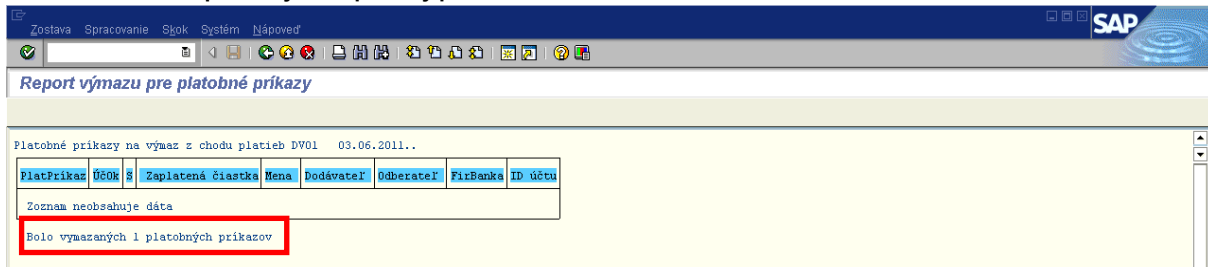 Zostava Spracovanie Skok Systém Nápoveď
SAP
Report výmazu pre platobné príkazy
Platobné príkazy na výmaz z chodu platieb DV01 03.06.2011..
PlatPríkaz ÚčOk S Zaplatená čiastka Mena Dodávateľ Odberateľ FirBanka ID účtu
Zoznam neobsahuje dáta
Bolo vymazaných 1 platobných príkazov